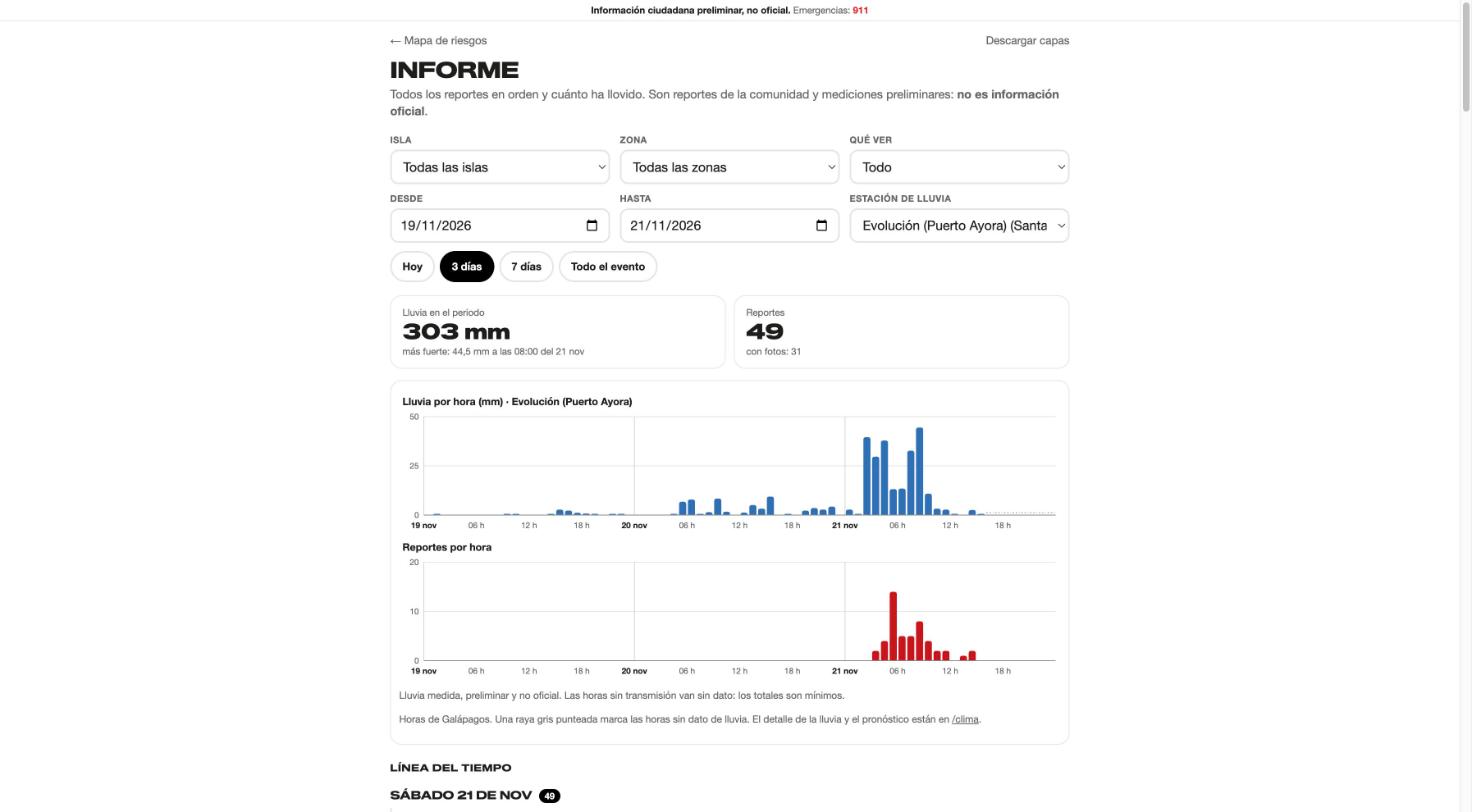 Información ciudadana preliminar, no oficial. Emergencias: 911
← Mapa de riesgos
Descargar capas
INFORME
Todos los reportes en orden y cuánto ha llovido. Son reportes de la comunidad y mediciones preliminares: no es información
oficial.
ISLA
ZONA
QUÉ VER
Todas las islas
Todas las zonas
Todo
DESDE
HASTA
ESTACIÓN DE LLUVIA
19/11/2026
21/11/2026
Evolución (Puerto Ayora) (Santa
Hoy
3 días
7 días
Todo el evento
Lluvia en el periodo
303 mm
más fuerte: 44,5 mm a las 08:00 del 21 nov
Reportes
49
con fotos: 31
Lluvia por hora (mm) · Evolución (Puerto Ayora)
50
25
0
19 nov 06 h 12 h 18 h 20 nov 06 h 12 h 18 h 21 nov 06 h 12 h 18 h
Reportes por hora
20
10
0
19 nov 06 h 12 h 18 h 20 nov 06 h 12 h 18 h 21 nov 06 h 12 h 18 h
Lluvia medida, preliminar y no oficial. Las horas sin transmisión van sin dato: los totales son mínimos.
Horas de Galápagos. Una raya gris punteada marca las horas sin dato de lluvia. El detalle de la lluvia y el pronóstico están en /clima.
LÍNEA DEL TIEMPO
SÁBADO 21 DE NOV 49